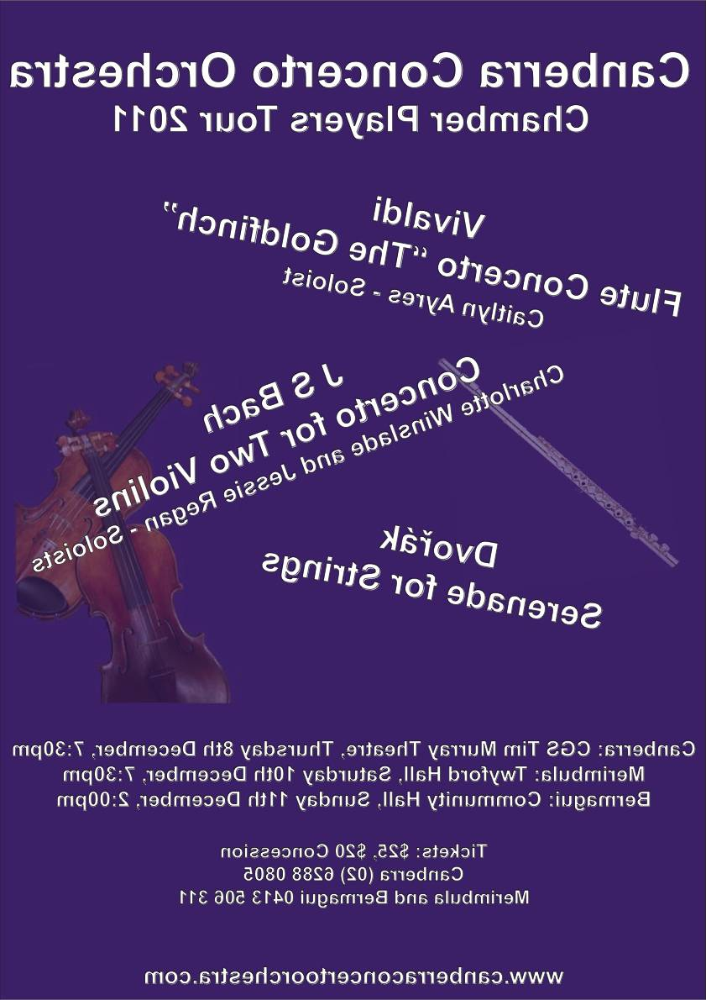 Canberra Concerto Orchestra
Chamber Players Tour 2011
Vivaldi
Flute Concerto “The Goldfinch”
Caitlyn Ayres - Soloist
J S Bach
Concerto for Two Violins
Charlotte Winslade and Jessie Regan - Soloists
Dvořák
Serenade for Strings
Canberra: CGS Tim Murray Theatre, Thursday 8th December, 7:30pm
Merimbula: Twyford Hall, Saturday 10th December, 7:30pm
Bermagui: Community Hall, Sunday 11th December, 2:00pm
Tickets: $25, $20 Concession
Canberra (02) 6288 0805
Merimbula and Bermagui 0413 506 311
www.canberraconcertoorchestra.com